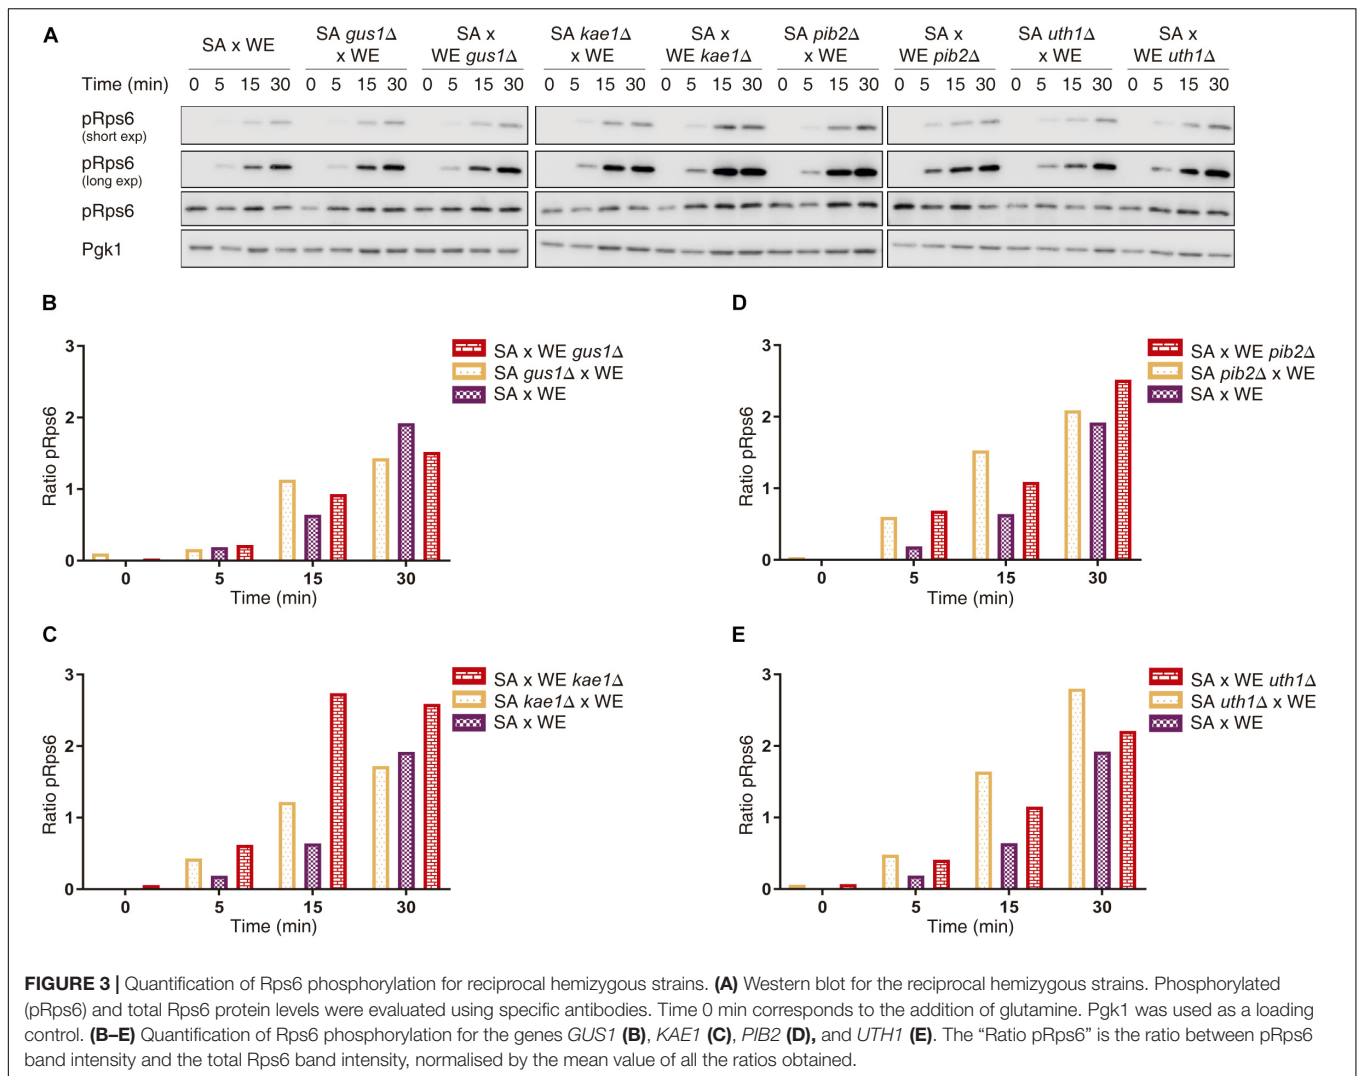 A
SA x WE
SA gus1Δ x WE
SA x WE gus1Δ
SA kae1Δ x WE
SA x WE kae1Δ
SA pib2Δ x WE
SA x WE pib2Δ
SA uth1Δ x WE
SA x WE uth1Δ
Time (min) 0 5 15 30 0 5 15 30 0 5 15 30 0 5 15 30 0 5 15 30 0 5 15 30 0 5 15 30 0 5 15 30 0 5 15 30
pRps6
(short exp)
pRps6
(long exp)
pRps6
Pgk1
B
3
2
1
0
Ratio pRps6
0 5 15 30
Time (min)
SA x WE gus1Δ
SA gus1Δ x WE
SA x WE
D
3
2
1
0
Ratio pRps6
0 5 15 30
Time (min)
SA x WE pib2Δ
SA pib2Δ x WE
SA x WE
C
3
2
1
0
Ratio pRps6
0 5 15 30
Time (min)
SA x WE kae1Δ
SA kae1Δ x WE
SA x WE
E
3
2
1
0
Ratio pRps6
0 5 15 30
Time (min)
SA x WE uth1Δ
SA uth1Δ x WE
SA x WE
FIGURE 3 | Quantification of Rps6 phosphorylation for reciprocal hemizygous strains. (A) Western blot for the reciprocal hemizygous strains. Phosphorylated
(pRps6) and total Rps6 protein levels were evaluated using specific antibodies. Time 0 min corresponds to the addition of glutamine. Pgk1 was used as a loading
control. (B–E) Quantification of Rps6 phosphorylation for the genes GUS1 (B), KAE1 (C), PIB2 (D), and UTH1 (E). The “Ratio pRps6” is the ratio between pRps6
band intensity and the total Rps6 band intensity, normalised by the mean value of all the ratios obtained.